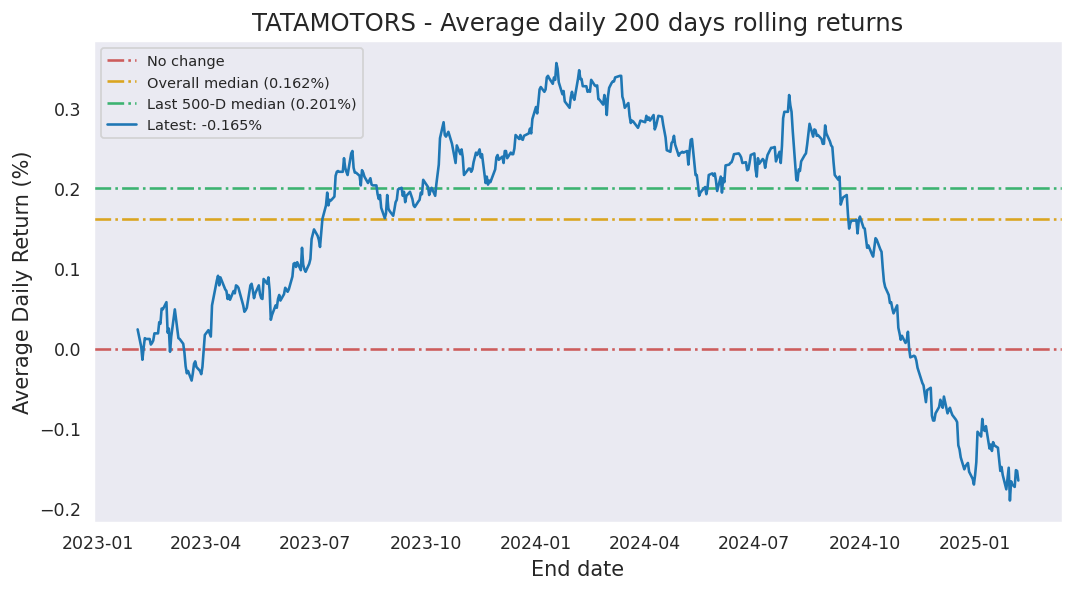 TATAMOTORS - Average daily 200 days rolling returns
No change
Overall median (0.162%)
Last 500-D median (0.201%)
Latest: -0.165%
Average Daily Return (%)
0.3
0.2
0.1
0.0
−0.1
−0.2
2023-01 2023-04 2023-07 2023-10 2024-01 2024-04 2024-07 2024-10 2025-01
End date